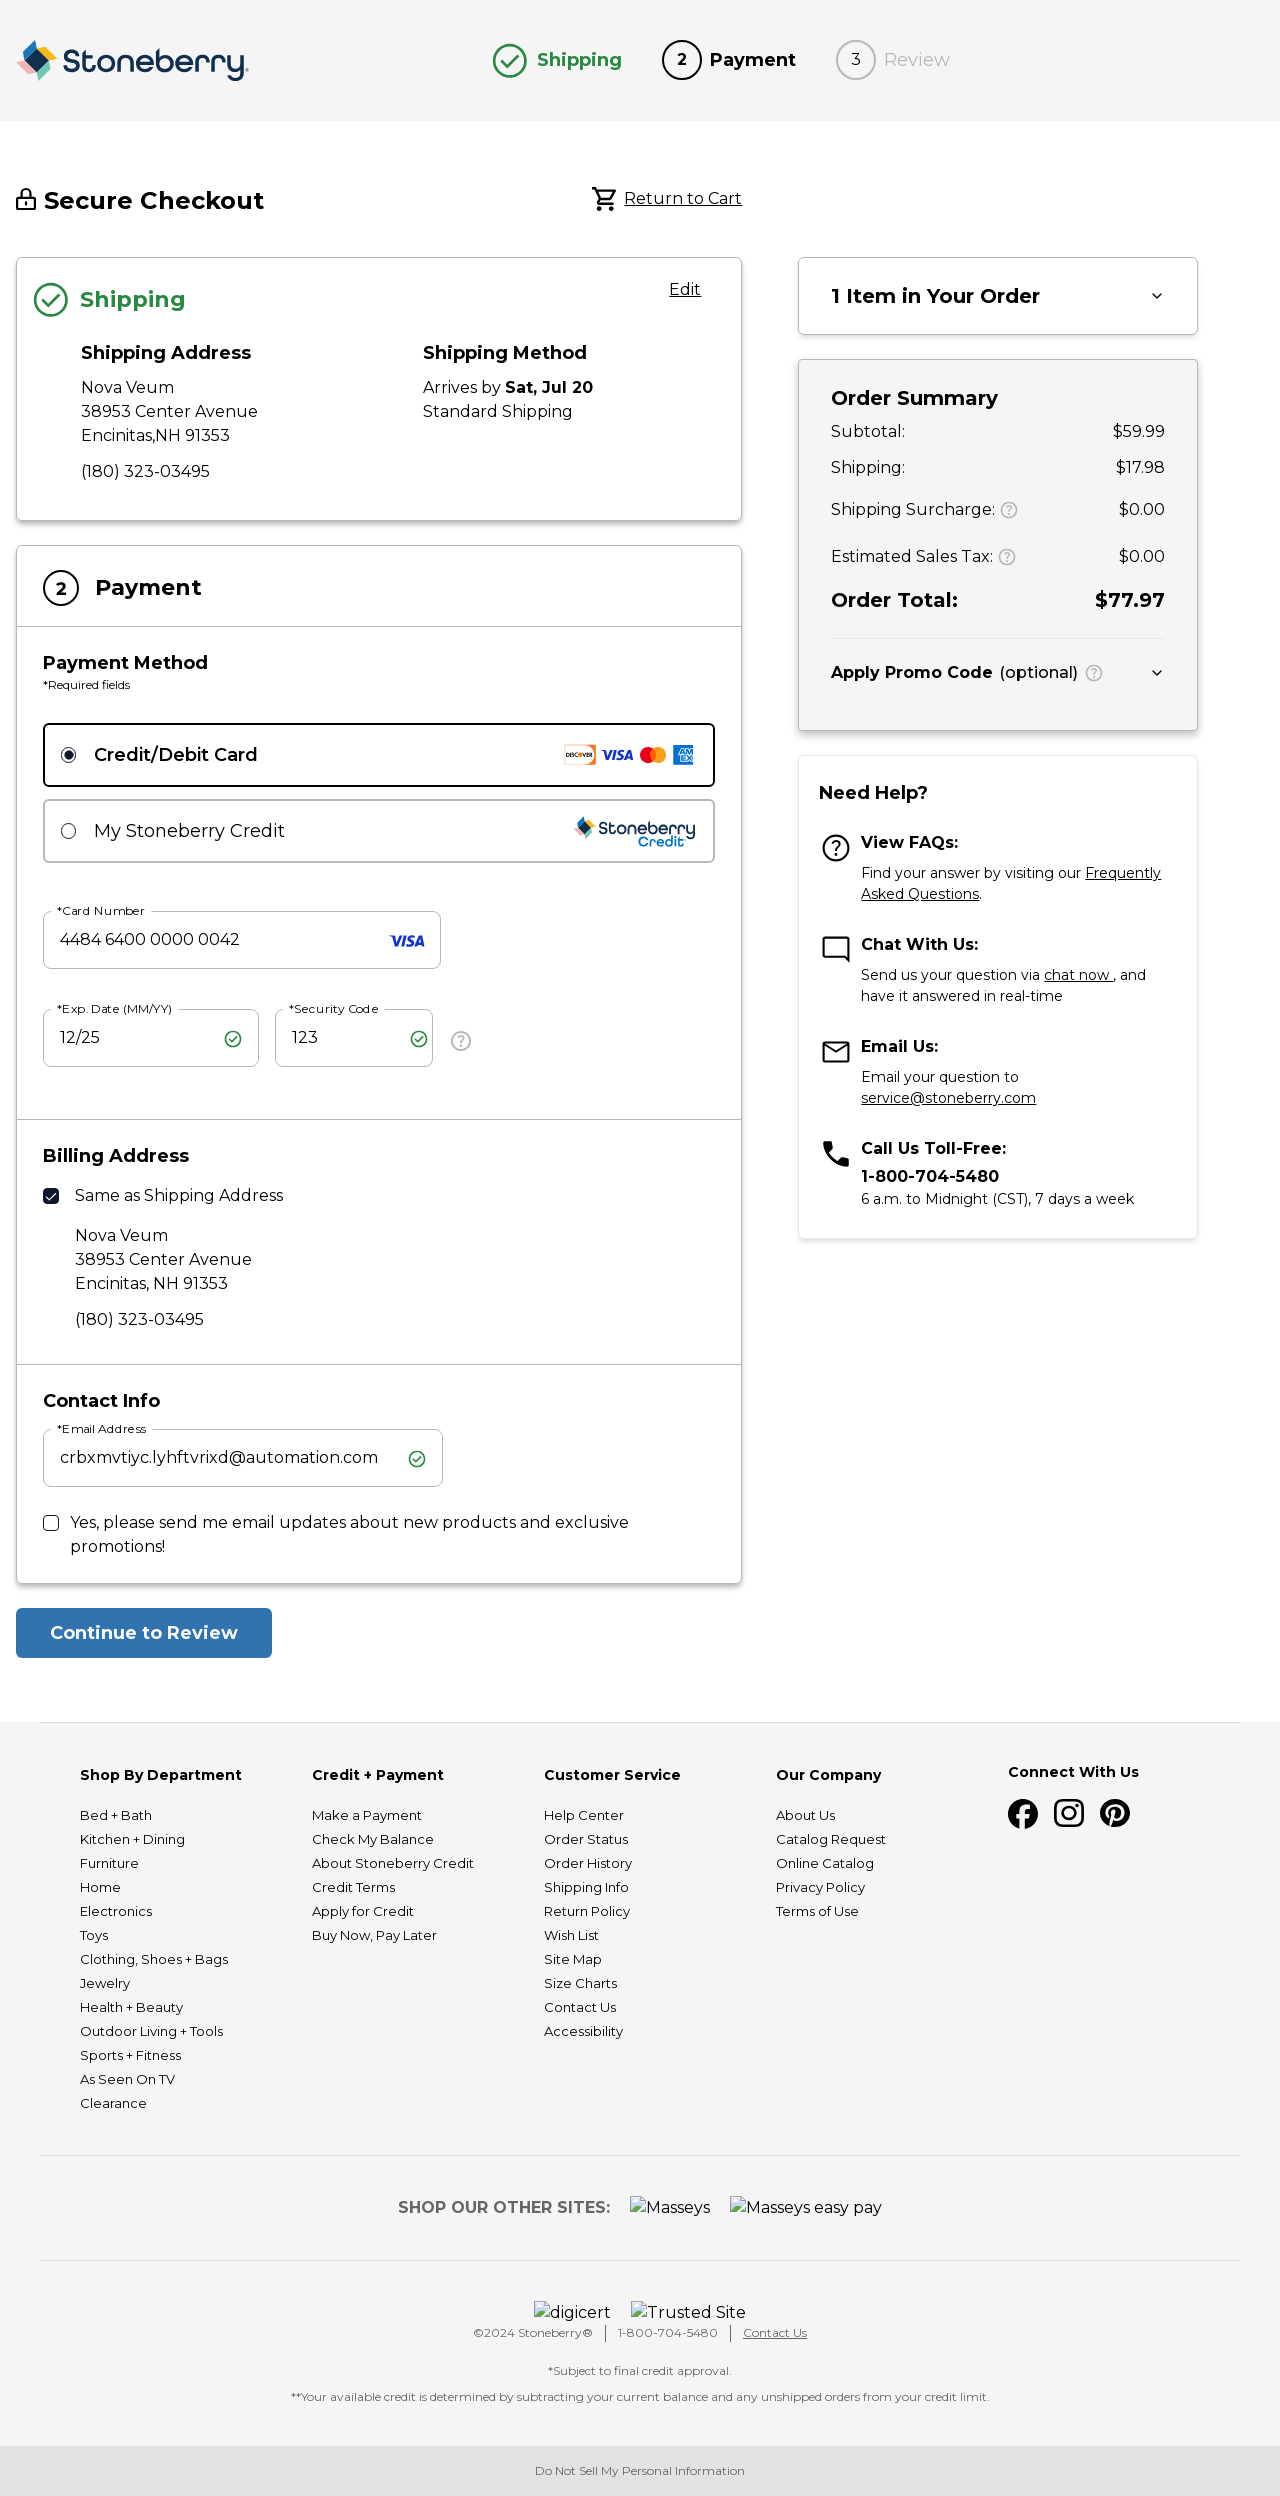 Stoneberry
Shipping
2 Payment
3 Review
Secure Checkout
Return to Cart
Shipping
Edit
Shipping Address
Nova Veum
38953 Center Avenue
Encinitas,NH 91353
(180) 323-03495
Shipping Method
Arrives by Sat, Jul 20
Standard Shipping
2 Payment
Payment Method
*Required fields
Credit/Debit Card
DISCOVER VISA AMEX
My Stoneberry Credit
Stoneberry
Credit
*Card Number
4484 6400 0000 0042
VISA
*Exp. Date (MM/YY)
12/25
*Security Code
123
?
Billing Address
Same as Shipping Address
Nova Veum
38953 Center Avenue
Encinitas, NH 91353
(180) 323-03495
Contact Info
*Email Address
crbxmvtiyc.lyhftvrixd@automation.com
Yes, please send me email updates about new products and exclusive
promotions!
Continue to Review
1 Item in Your Order
Order Summary
Subtotal: $59.99
Shipping: $17.98
Shipping Surcharge: ? $0.00
Estimated Sales Tax: ? $0.00
Order Total: $77.97
Apply Promo Code (optional) ?
Need Help?
? View FAQs:
Find your answer by visiting our Frequently
Asked Questions.
Chat With Us:
Send us your question via chat now , and
have it answered in real-time
Email Us:
Email your question to
service@stoneberry.com
Call Us Toll-Free:
1-800-704-5480
6 a.m. to Midnight (CST), 7 days a week
Shop By Department
Bed + Bath
Kitchen + Dining
Furniture
Home
Electronics
Toys
Clothing, Shoes + Bags
Jewelry
Health + Beauty
Outdoor Living + Tools
Sports + Fitness
As Seen On TV
Clearance
Credit + Payment
Make a Payment
Check My Balance
About Stoneberry Credit
Credit Terms
Apply for Credit
Buy Now, Pay Later
Customer Service
Help Center
Order Status
Order History
Shipping Info
Return Policy
Wish List
Site Map
Size Charts
Contact Us
Accessibility
Our Company
About Us
Catalog Request
Online Catalog
Privacy Policy
Terms of Use
Connect With Us
SHOP OUR OTHER SITES: Masseys Masseys easy pay
digicert Trusted Site
©2024 Stoneberry® | 1-800-704-5480 | Contact Us
*Subject to final credit approval.
**Your available credit is determined by subtracting your current balance and any unshipped orders from your credit limit.
Do Not Sell My Personal Information